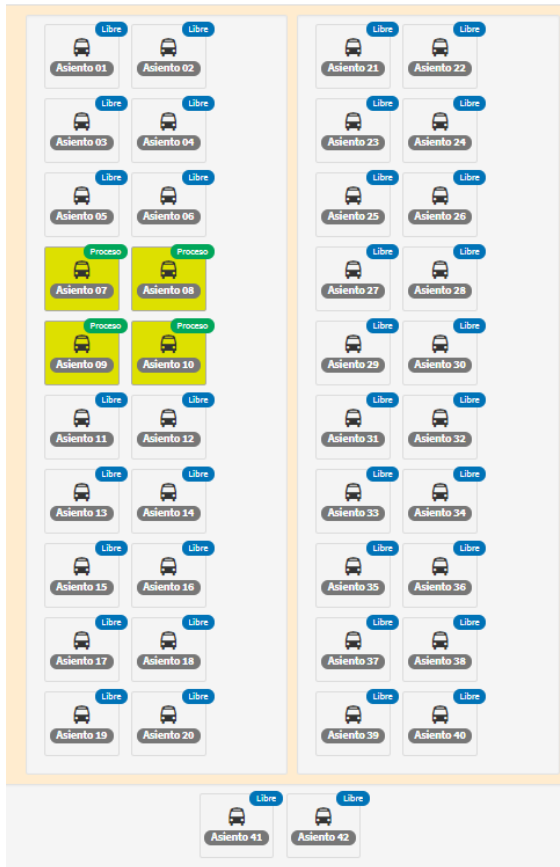 Libre Libre Libre Libre
Asiento 01 Asiento 02 Asiento 21 Asiento 22
Libre Libre Libre Libre
Asiento 03 Asiento 04 Asiento 23 Asiento 24
Libre Libre Libre Libre
Asiento 05 Asiento 06 Asiento 25 Asiento 26
Proceso Proceso Libre Libre
Asiento 07 Asiento 08 Asiento 27 Asiento 28
Proceso Proceso Libre Libre
Asiento 09 Asiento 10 Asiento 29 Asiento 30
Libre Libre Libre Libre
Asiento 11 Asiento 12 Asiento 31 Asiento 32
Libre Libre Libre Libre
Asiento 13 Asiento 14 Asiento 33 Asiento 34
Libre Libre Libre Libre
Asiento 15 Asiento 16 Asiento 35 Asiento 36
Libre Libre Libre Libre
Asiento 17 Asiento 18 Asiento 37 Asiento 38
Libre Libre Libre Libre
Asiento 19 Asiento 20 Asiento 39 Asiento 40
Libre Libre
Asiento 41 Asiento 42